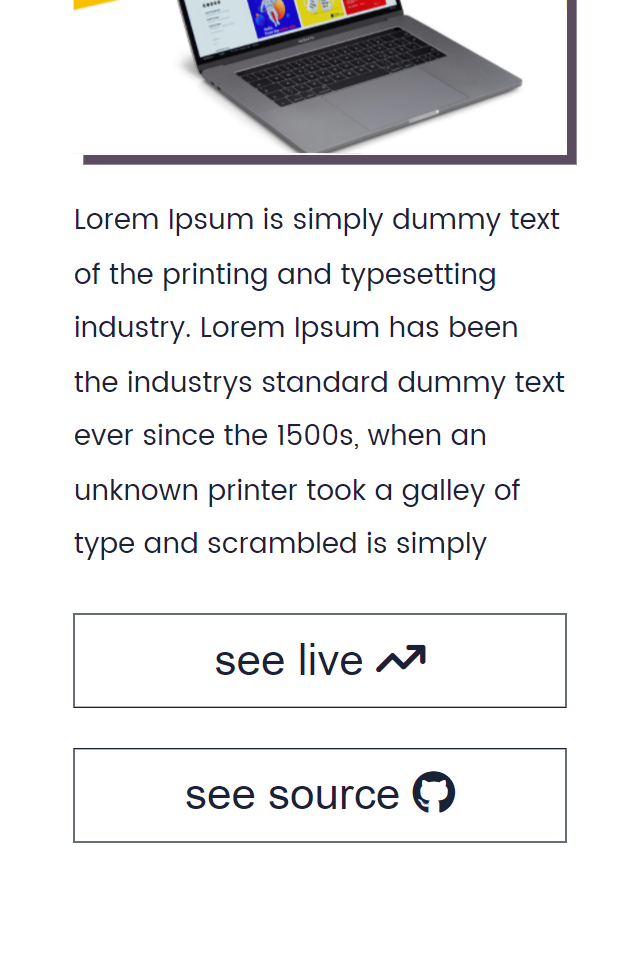 Lorem Ipsum is simply dummy text
of the printing and typesetting
industry. Lorem Ipsum has been
the industrys standard dummy text
ever since the 1500s, when an
unknown printer took a galley of
type and scrambled is simply
see live
see source